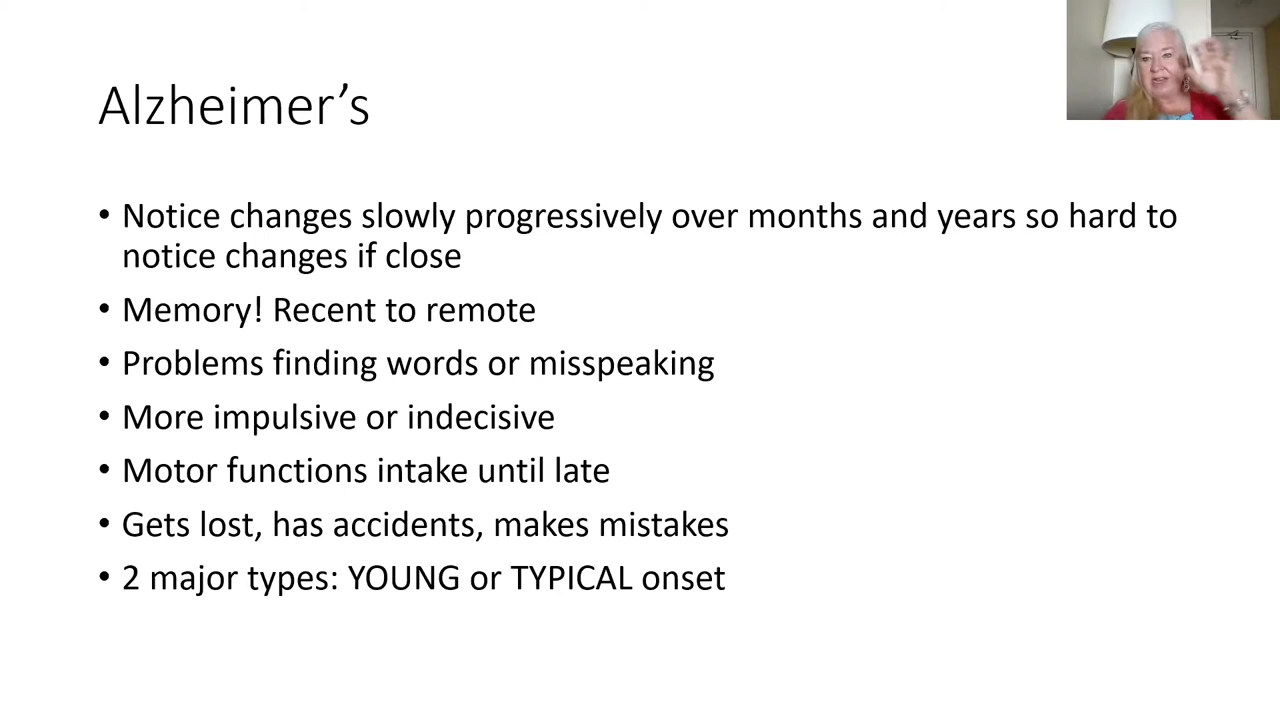 Alzheimer’s
• Notice changes slowly progressively over months and years so hard to
notice changes if close
• Memory! Recent to remote
• Problems finding words or misspeaking
• More impulsive or indecisive
• Motor functions intake until late
• Gets lost, has accidents, makes mistakes
• 2 major types: YOUNG or TYPICAL onset